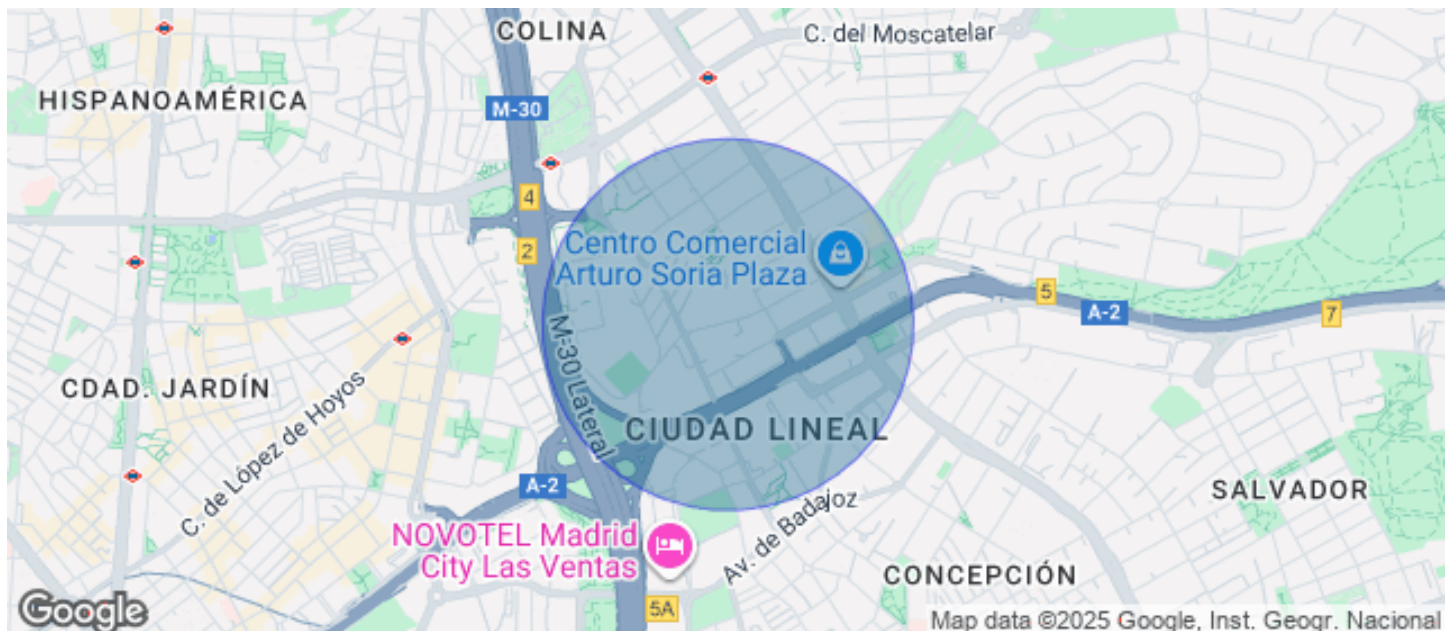 COLINA
C. del Moscatelar
HISPANOAMÉRICA
M-30
4
2
Centro Comercial
Arturo Soria Plaza
5
A-2
7
M-30 Lateral
CDAD. JARDÍN
C. de López de Hoyos
CIUDAD LINEAL
A-2
SALVADOR
Av. de Badajoz
NOVOTEL Madrid
City Las Ventas
CONCEPCIÓN
5A
Google
Map data ©2025 Google, Inst. Geogr. Nacional